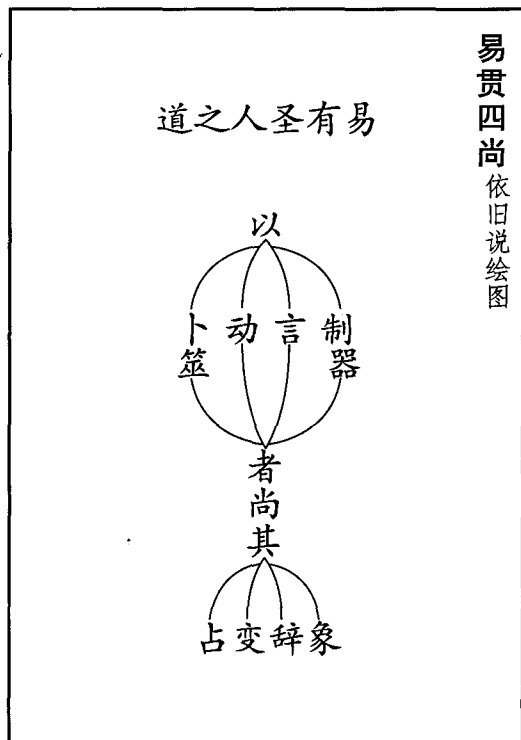 易贯四尚 依旧说绘图
易有圣人之道
以
制器
言
动
卜筮
者尚其
象辞变占